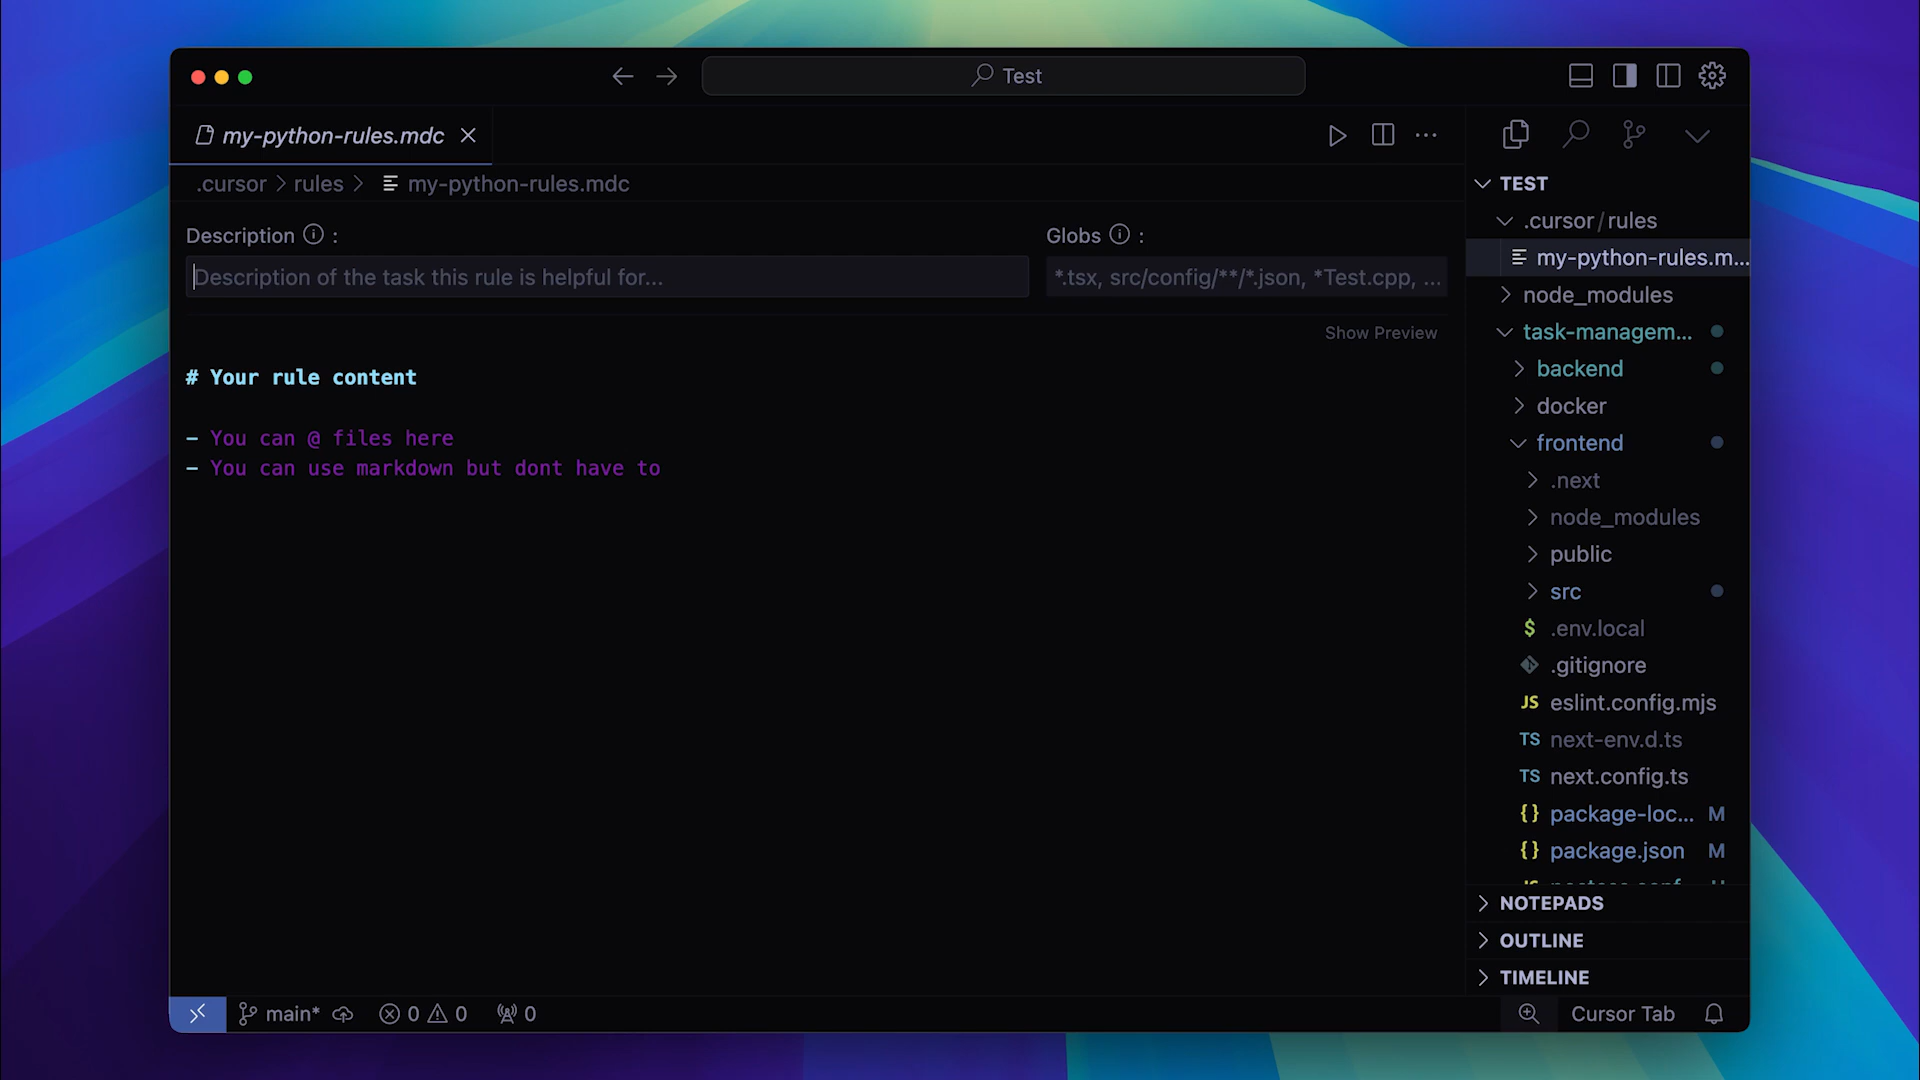 Test
my-python-rules.mdc
.cursor > rules > my-python-rules.mdc
Description :
Description of the task this rule is helpful for...
Globs :
*.tsx, src/config/**/*.json, *Test.cpp, ...
Show Preview
# Your rule content
- You can @ files here
- You can use markdown but dont have to
TEST
.cursor/rules
my-python-rules.m...
node_modules
task-managem...
backend
docker
frontend
.next
node_modules
public
src
$ .env.local
.gitignore
JS eslint.config.mjs
TS next-env.d.ts
TS next.config.ts
{} package-loc... M
{} package.json M
NOTEPADS
OUTLINE
TIMELINE
main* 0 0 0
Cursor Tab